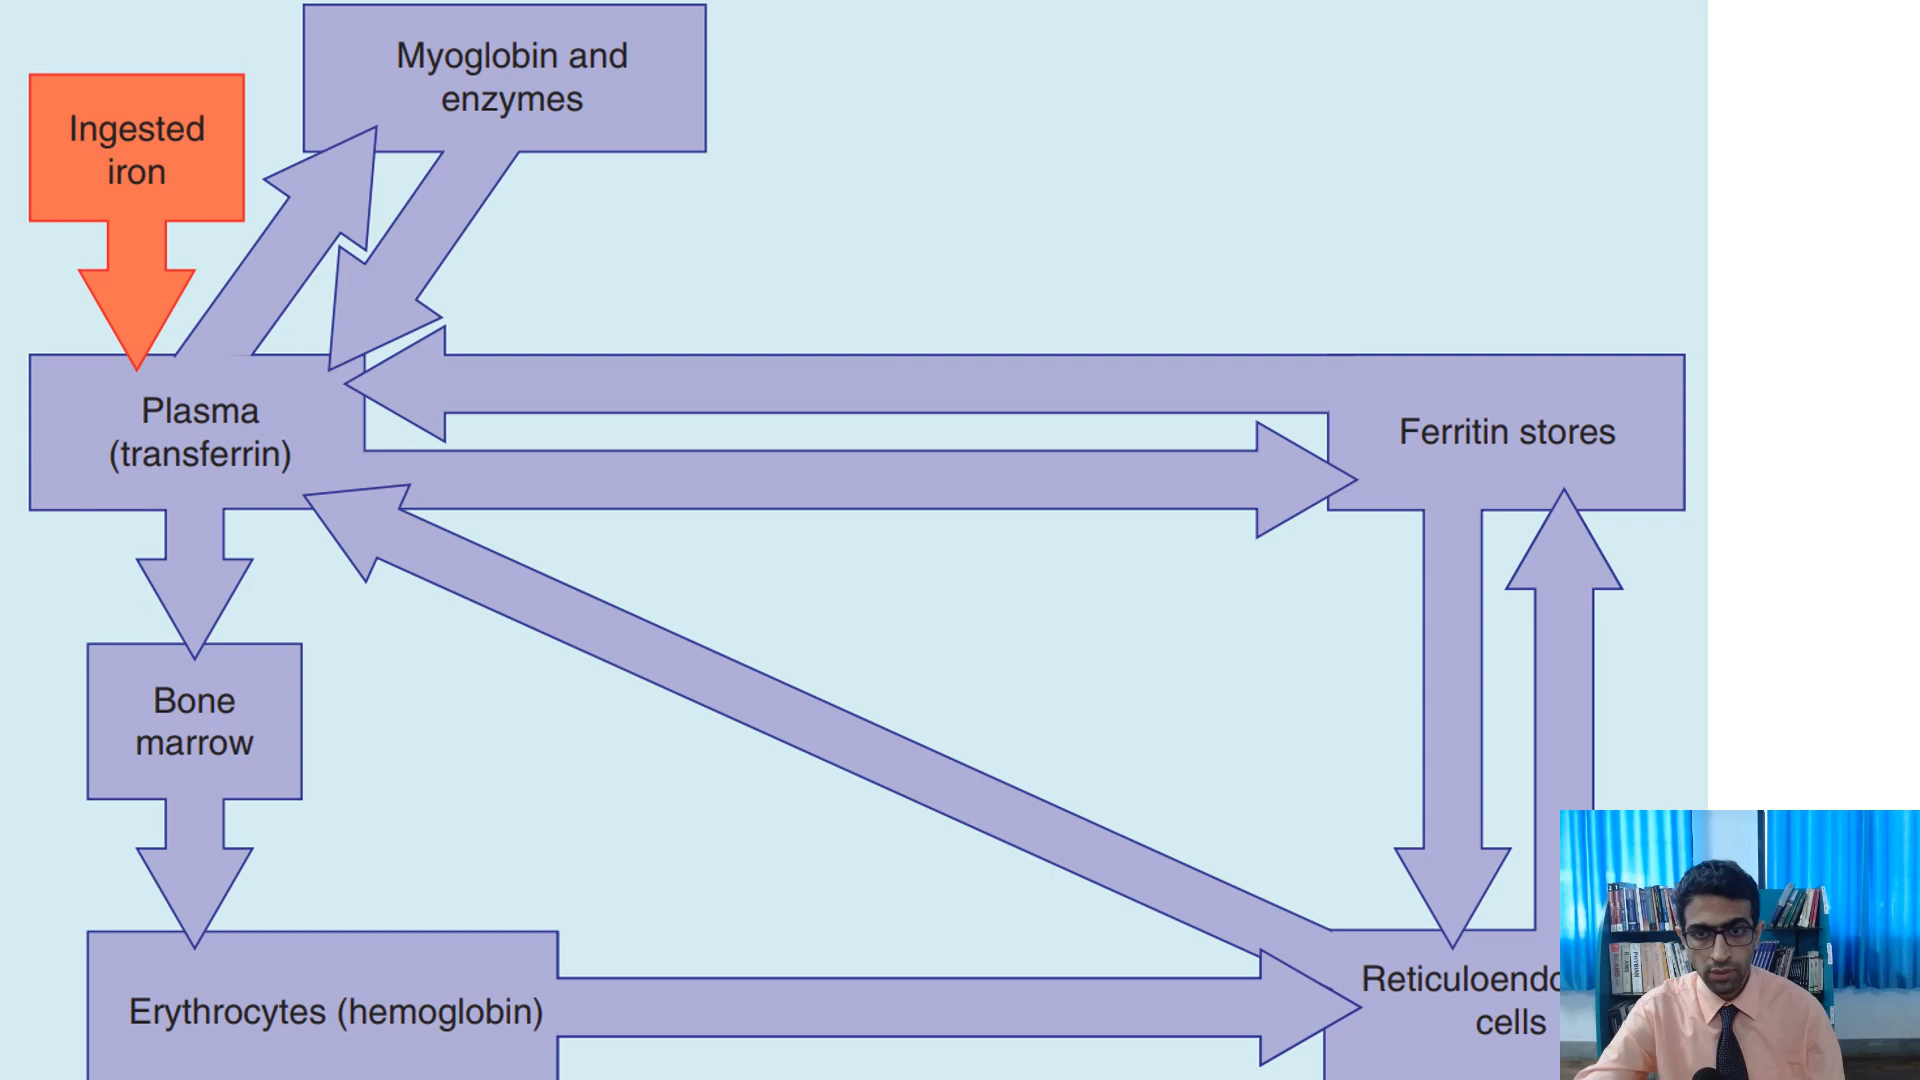 Myoglobin and
enzymes
Ingested
iron
Plasma
(transferrin)
Ferritin stores
Bone
marrow
Erythrocytes (hemoglobin)
cells